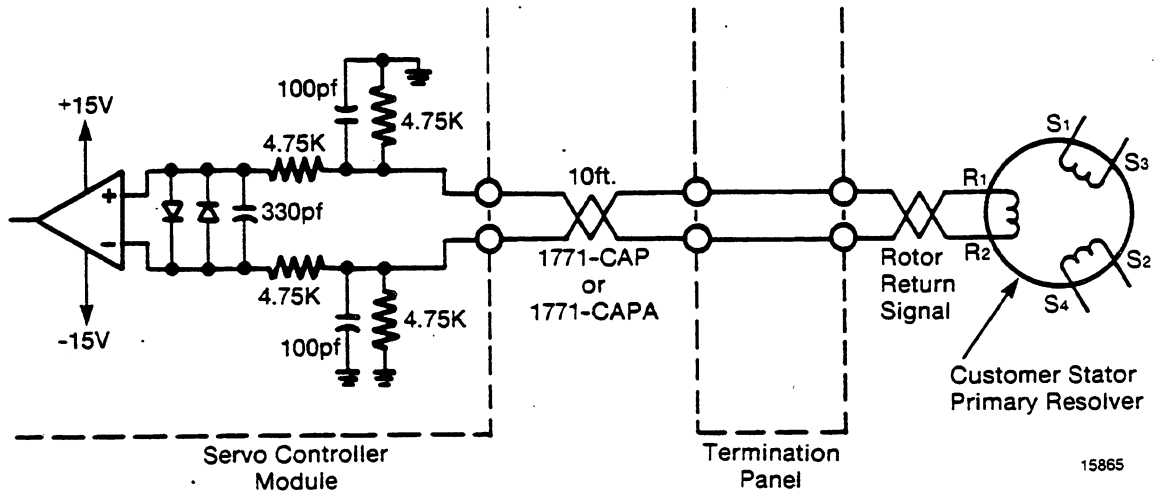 100pf
4.75K
+15V
4.75K
+
330pf
−
4.75K
-15V
100pf
4.75K
10ft.
1771-CAP
or
1771-CAPA
Rotor
Return
Signal
R1
R2
S1
S3
S2
S4
Customer Stator
Primary Resolver
Servo Controller
Module
Termination
Panel
15865